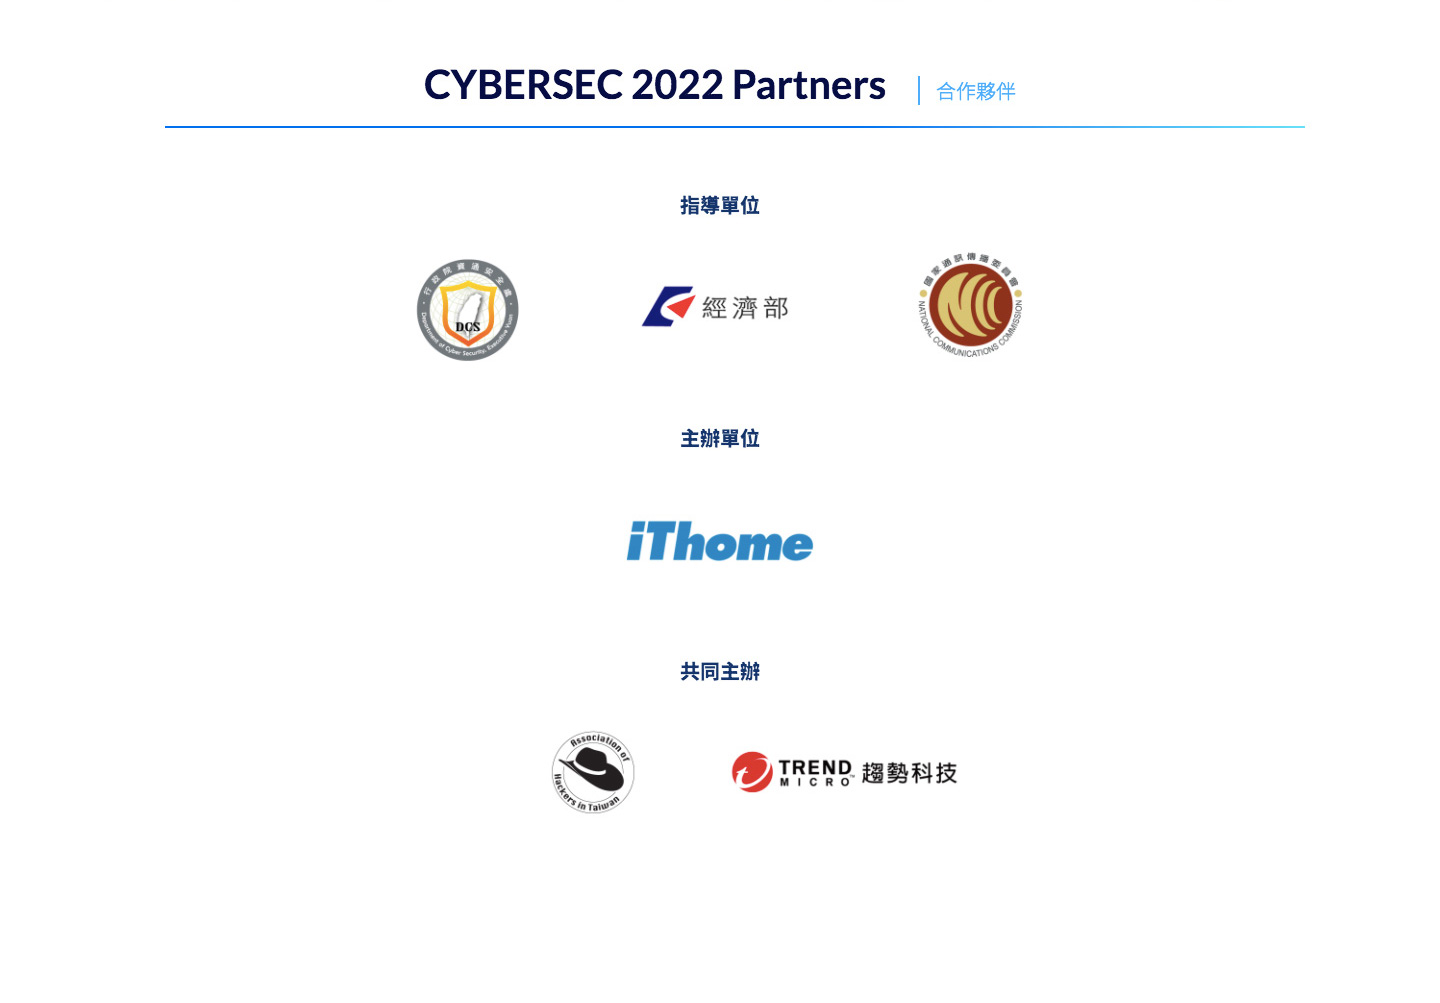 CYBERSEC 2022 Partners
合作夥伴
指導單位
行政院資通安全處
DCS
Department of Cyber Security, Executive Yuan
經濟部
國家通訊傳播委員會
NATIONAL COMMUNICATIONS COMMISSION
主辦單位
iThome
共同主辦
Association of
Hackers in Taiwan
TREND
MICRO™
趨勢科技